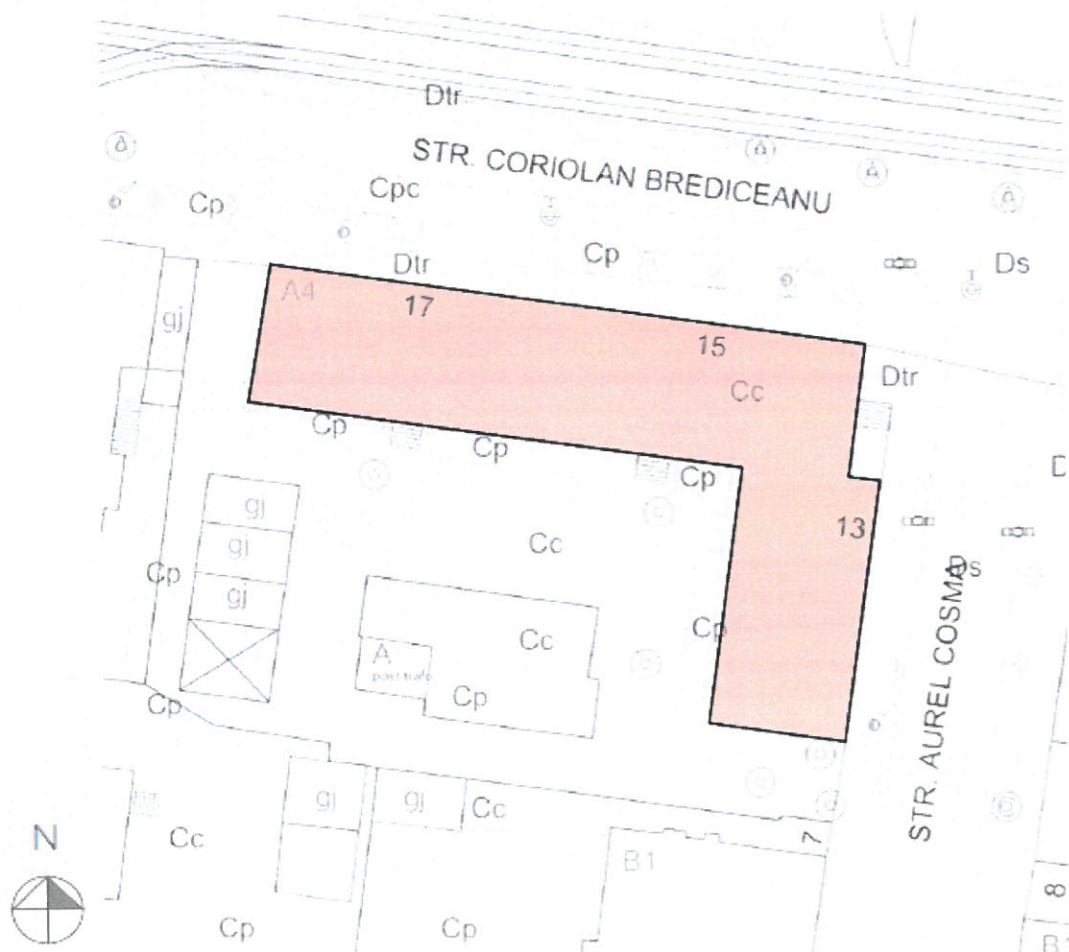 Dtr
STR. CORIOLAN BREDICEANU
Cp
Cpc
Cp
Ds
Dtr
A4
17
15
Cc
Dtr
gj
Cp
Cp
Cp
13
gj
gj
gj
Cc
Cp
Cc
Cp
A
post trafo
Cp
Cp
STR. AUREL COSMA
gj
gj
Cc
Cc
B1
7
8
N
Cp
Cp